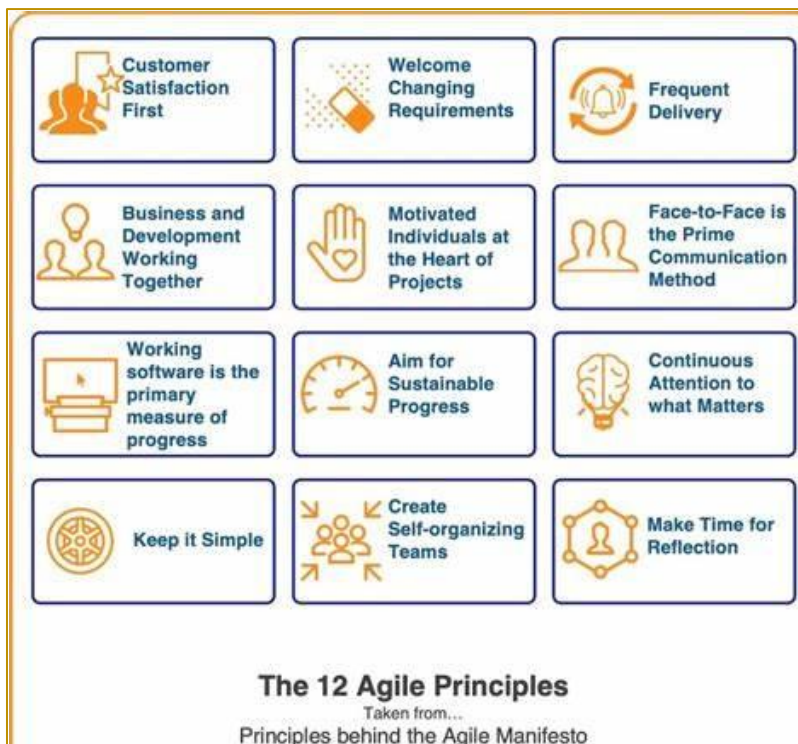 Customer
Satisfaction
First
Welcome
Changing
Requirements
Frequent
Delivery
Business and
Development
Working
Together
Motivated
Individuals at
the Heart of
Projects
Face-to-Face is
the Prime
Communication
Method
Working
software is the
primary
measure of
progress
Aim for
Sustainable
Progress
Continuous
Attention to
what Matters
Keep it Simple
Create
Self-organizing
Teams
Make Time for
Reflection
The 12 Agile Principles
Taken from...
Principles behind the Agile Manifesto